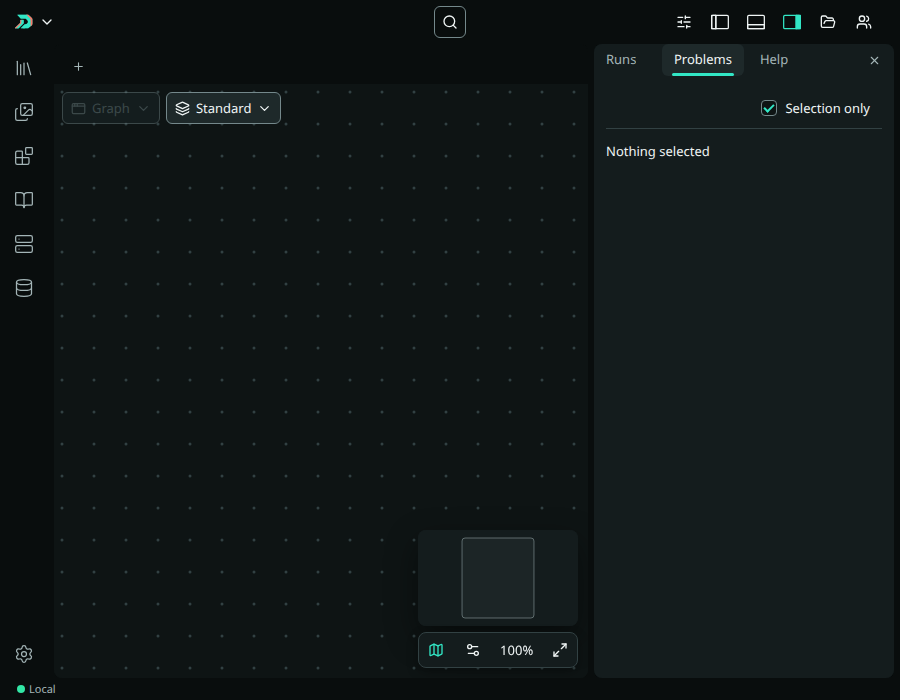 Runs
Problems
Help
Graph
Standard
Selection only
Nothing selected
100%
Local